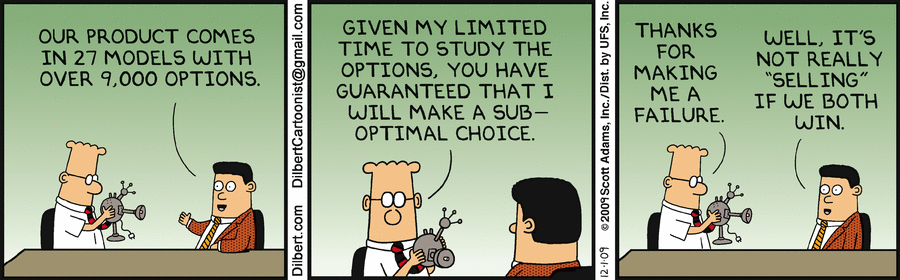 OUR PRODUCT COMES
IN 27 MODELS WITH
OVER 9,000 OPTIONS.
Dilbert.com DilbertCartoonist@gmail.com
GIVEN MY LIMITED
TIME TO STUDY THE
OPTIONS, YOU HAVE
GUARANTEED THAT I
WILL MAKE A SUB-
OPTIMAL CHOICE.
12-1-09 ©2009 Scott Adams, Inc./Dist. by UFS, Inc.
THANKS
FOR
MAKING
ME A
FAILURE.
WELL, IT'S
NOT REALLY
"SELLING"
IF WE BOTH
WIN.